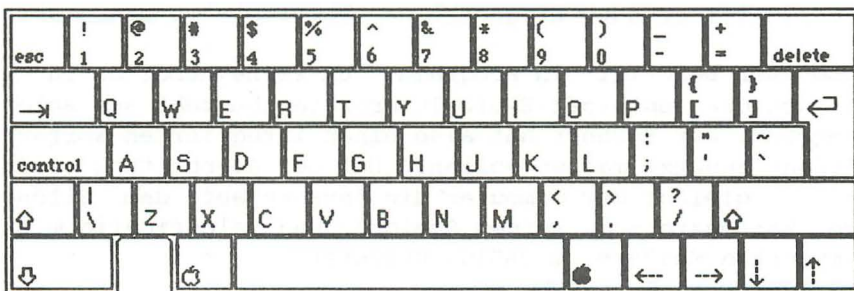 ! @ # $ % ^ & * ( ) _ +
esc 1 2 3 4 5 6 7 8 9 0 - = delete
{ }
Q W E R T Y U I O P [ ]
: " ~
control A S D F G H J K L ; ' `
| < > ?
\ Z X C V B N M , . /